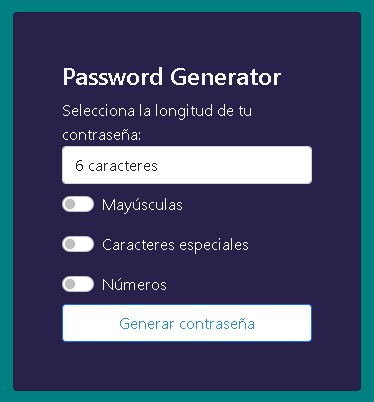 Password Generator
Selecciona la longitud de tu
contraseña:
6 caracteres
Mayúsculas
Caracteres especiales
Números
Generar contraseña